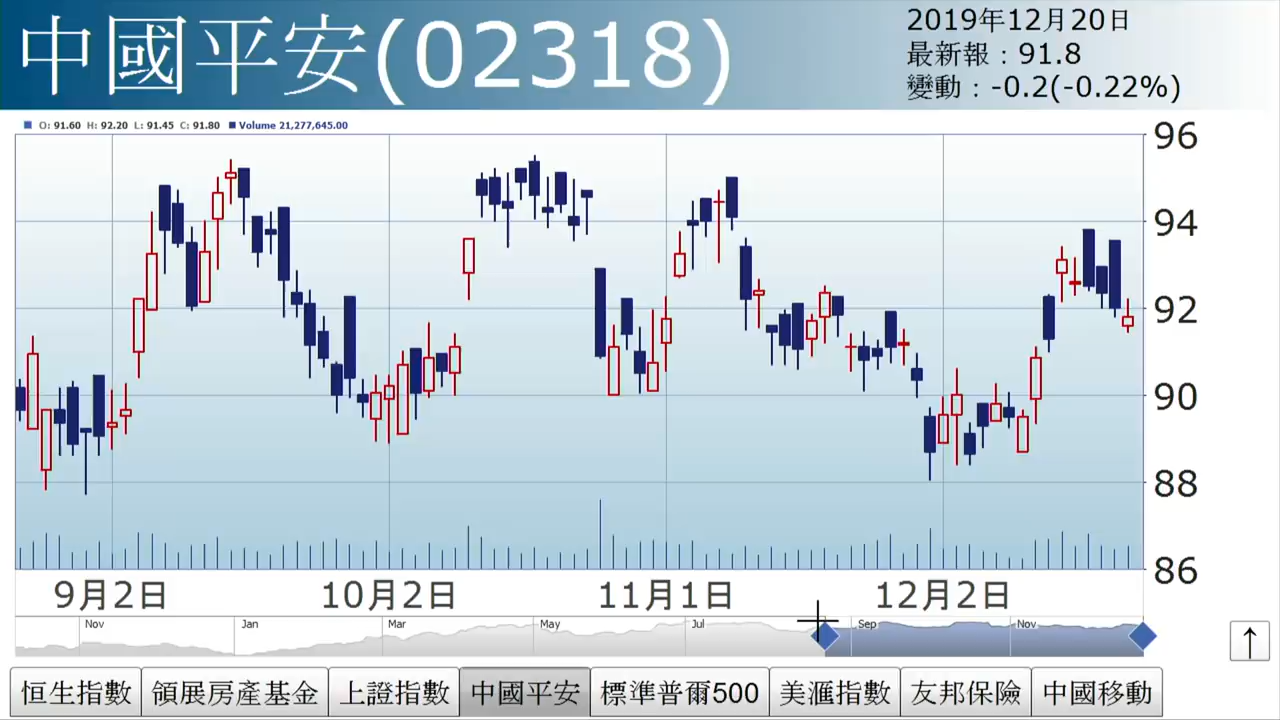 中國平安(02318)
2019年12月20日
最新報：91.8
變動：-0.2(-0.22%)
O: 91.60 H: 92.20 L: 91.45 C: 91.80 Volume 21,277,645.00
96
94
92
90
88
86
9月2日 10月2日 11月1日 12月2日
Nov Jan Mar May Jul Sep Nov
↑
恒生指數 領展房產基金 上證指數 中國平安 標準普爾500 美滙指數 友邦保險 中國移動